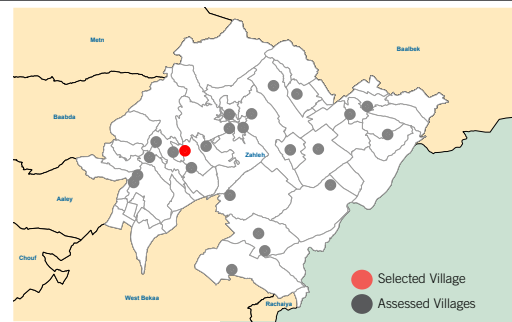 Metn
Baalbek
Baabda
Zahleh
Aaley
Chouf
West Bekaa
Rachaiya
Selected Village
Assessed Villages